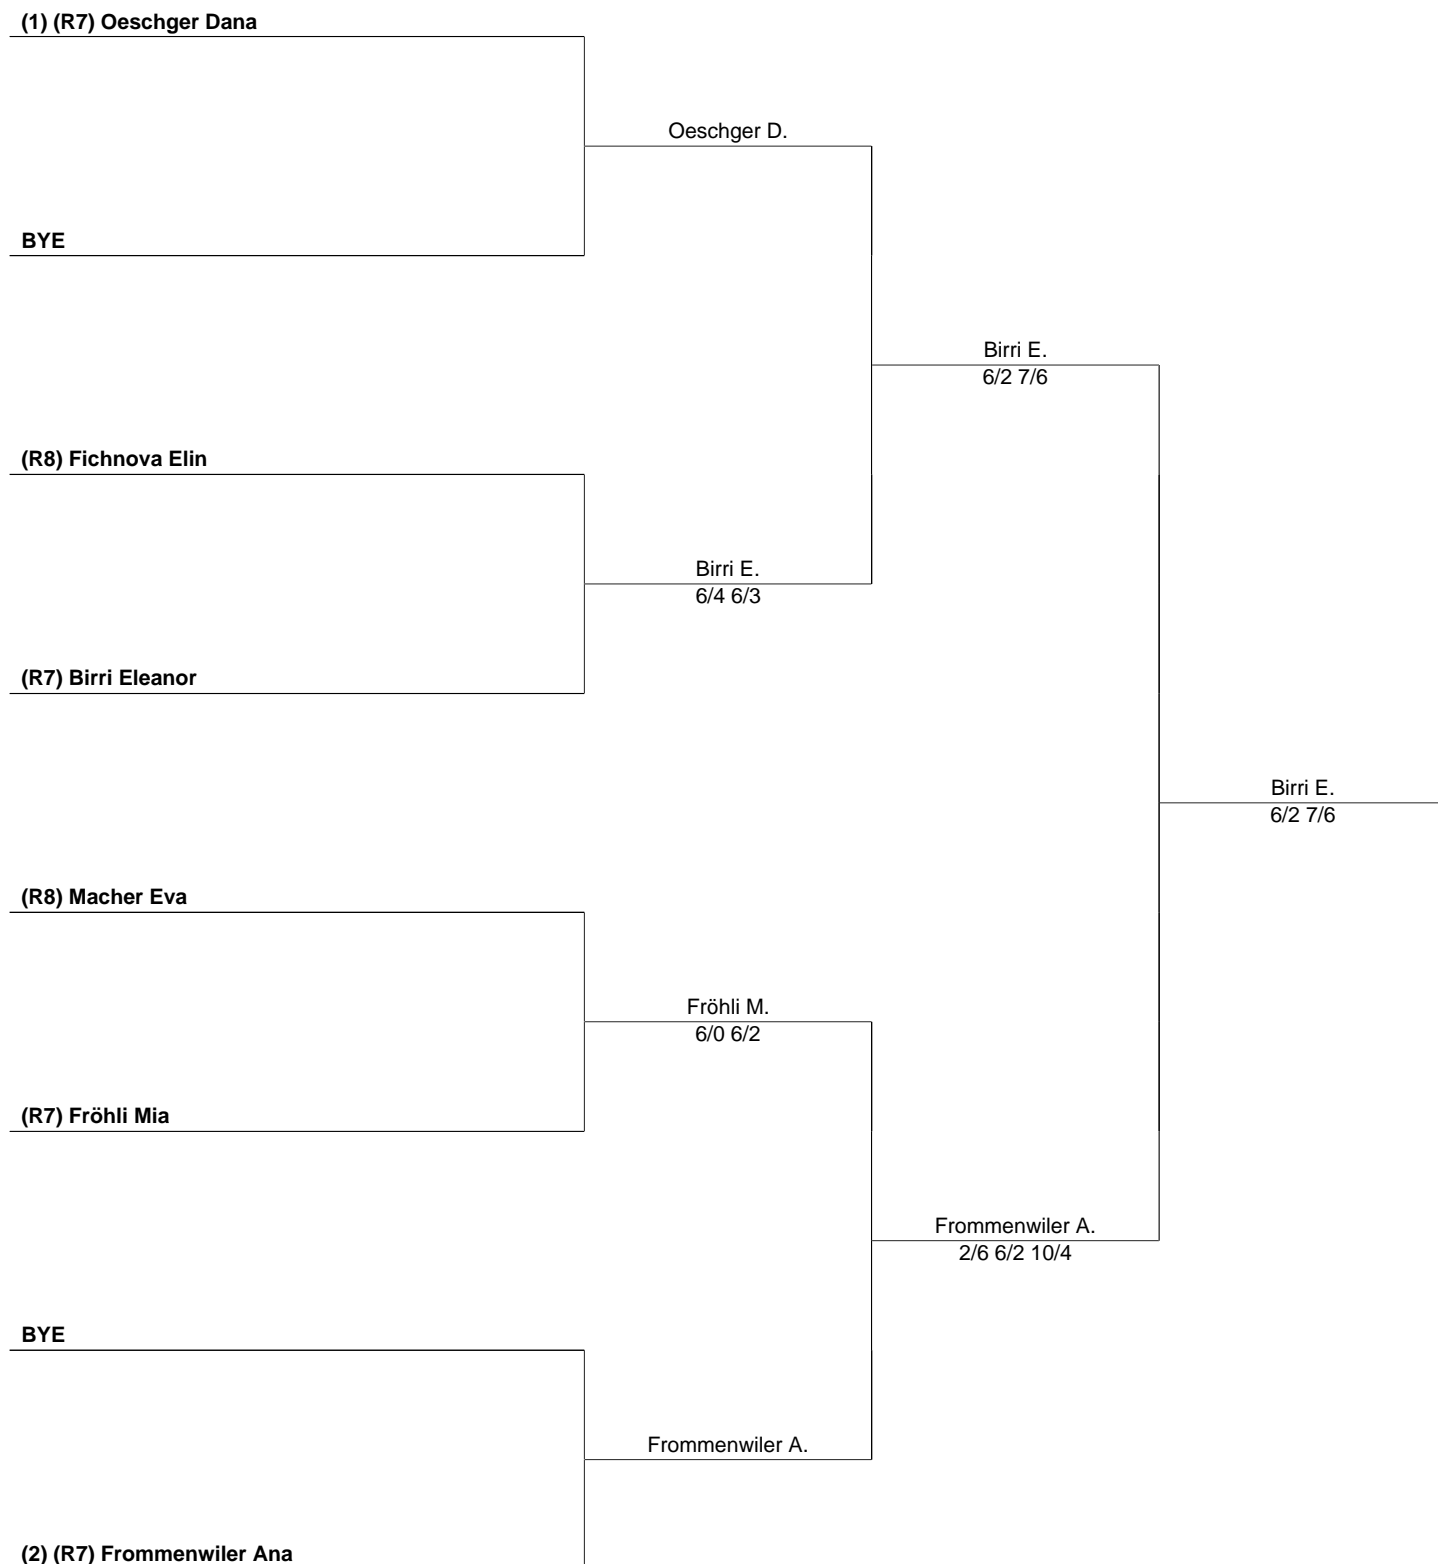 (1) (R7) Oeschger Dana
Oeschger D.
BYE
Birri E.
6/2 7/6
(R8) Fichnova Elin
Birri E.
6/4 6/3
(R7) Birri Eleanor
Birri E.
6/2 7/6
(R8) Macher Eva
Fröhli M.
6/0 6/2
(R7) Fröhli Mia
Frommenwiler A.
2/6 6/2 10/4
BYE
Frommenwiler A.
(2) (R7) Frommenwiler Ana